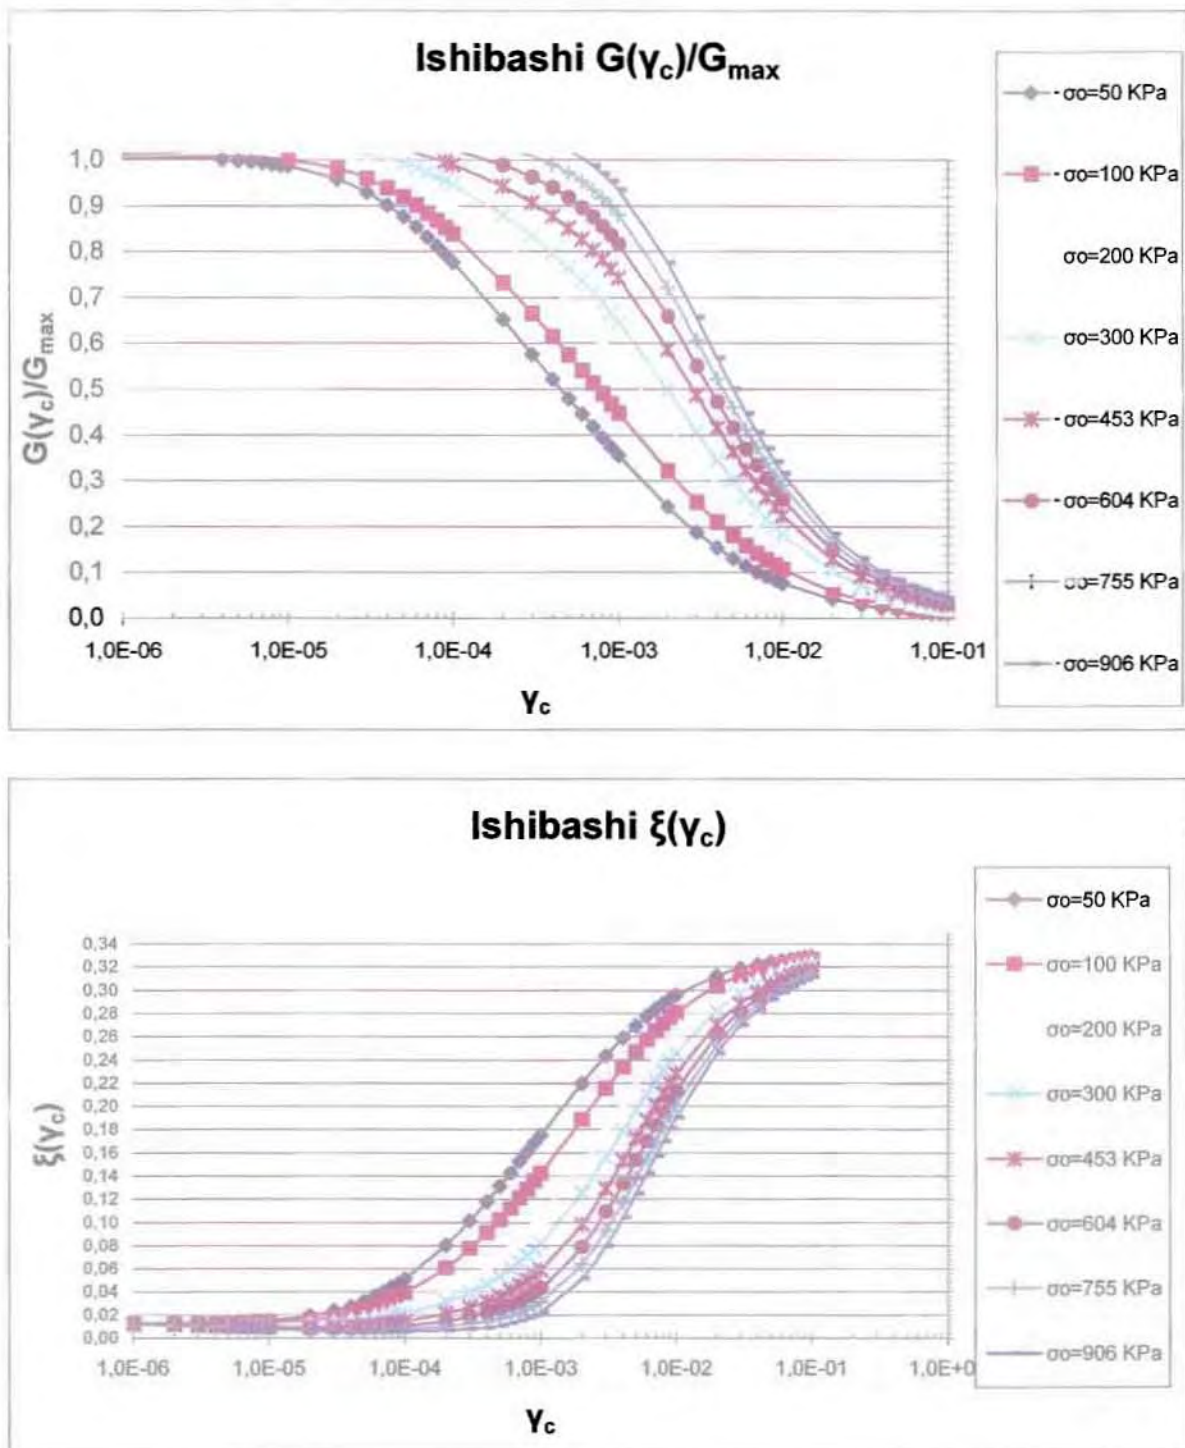 Ishibashi G(γc)/Gmax
1,0
0,9
0,8
0,7
0,6
0,5
0,4
0,3
0,2
0,1
0,0
G(γc)/Gmax
1,0E-06 1,0E-05 1,0E-04 1,0E-03 1,0E-02 1,0E-01
γc
σo=50 KPa
σo=100 KPa
σo=200 KPa
σo=300 KPa
σo=453 KPa
σo=604 KPa
σo=755 KPa
σo=906 KPa
Ishibashi ξ(γc)
0,34
0,32
0,30
0,28
0,26
0,24
0,22
0,20
0,18
0,16
0,14
0,12
0,10
0,08
0,06
0,04
0,02
0,00
ξ(γc)
1,0E-06 1,0E-05 1,0E-04 1,0E-03 1,0E-02 1,0E-01 1,0E+0
γc
σo=50 KPa
σo=100 KPa
σo=200 KPa
σo=300 KPa
σo=453 KPa
σo=604 KPa
σo=755 KPa
σo=906 KPa